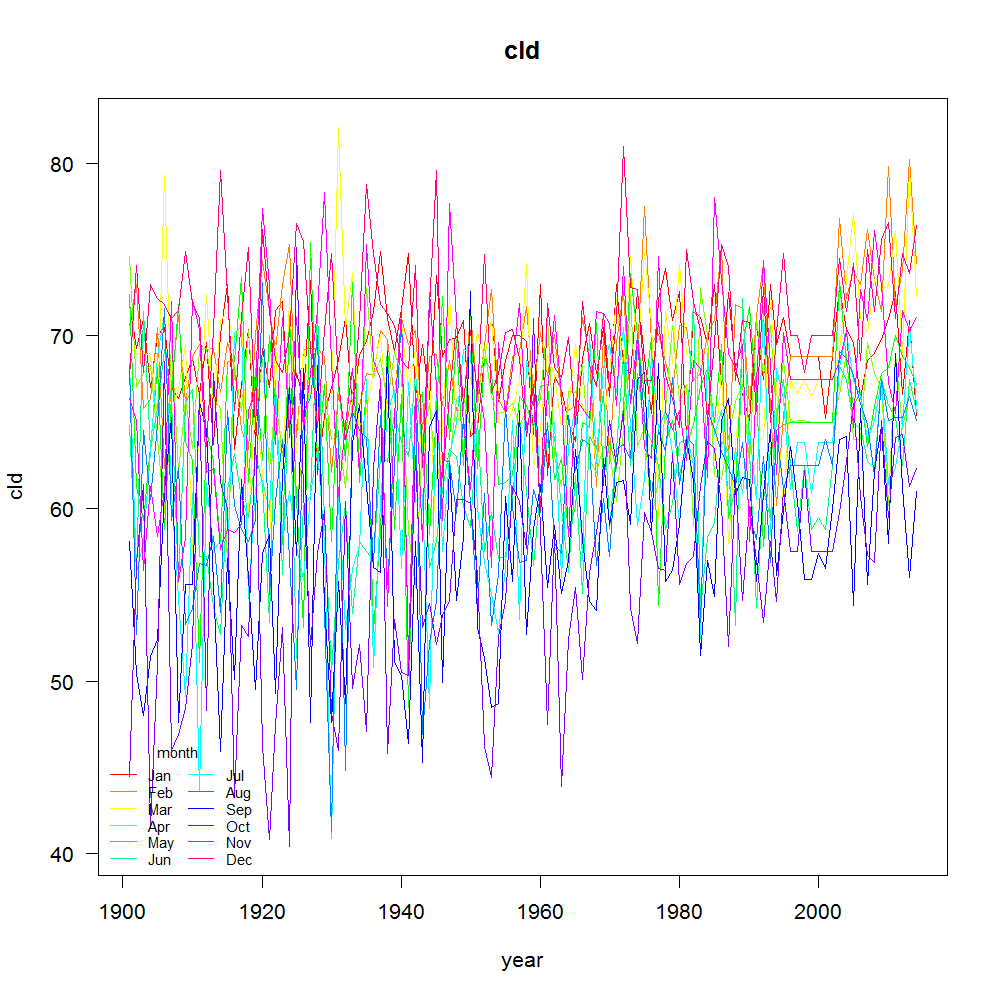 cld
cld
80
70
60
50
40
month
Jan Jul
Feb Aug
Mar Sep
Apr Oct
May Nov
Jun Dec
1900 1920 1940 1960 1980 2000
year